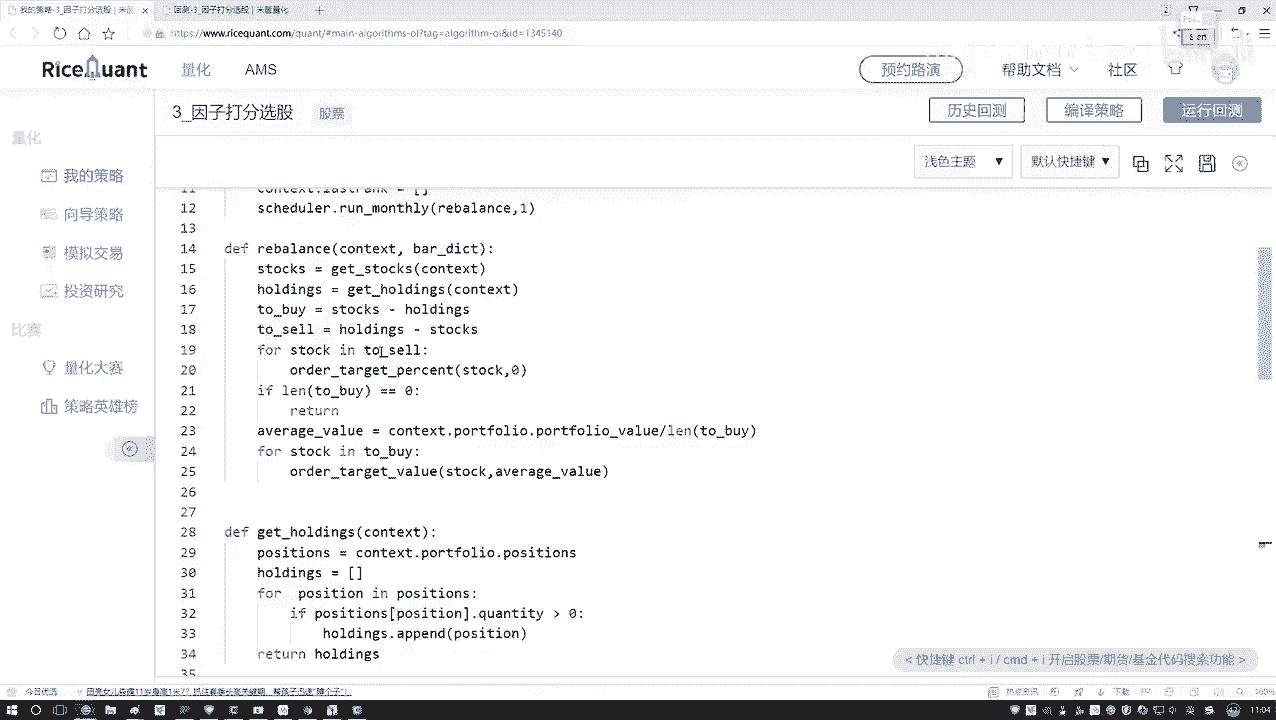 我的策略-3_因子打分选股 | 米筐
回测-3_因子打分选股 | 米筐量化
https://www.ricequant.com/quant/#main-algorithms-ol?tag=algorithm-ol&id=1345140
RiceQuant 量化 AMS 预约路演 帮助文档 社区
量化
我的策略
向导策略
模拟交易
投资研究
比赛
量化大赛
策略英雄榜
3_因子打分选股 股票 历史回测 编译策略 运行回测
浅色主题 默认快捷键
11 context.lastrank = []
12 scheduler.run_monthly(rebalance,1)
13
14 def rebalance(context, bar_dict):
15 stocks = get_stocks(context)
16 holdings = get_holdings(context)
17 to_buy = stocks - holdings
18 to_sell = holdings - stocks
19 for stock in to_sell:
20 order_target_percent(stock,0)
21 if len(to_buy) == 0:
22 return
23 average_value = context.portfolio.portfolio_value/len(to_buy)
24 for stock in to_buy:
25 order_target_value(stock,average_value)
26
27
28 def get_holdings(context):
29 positions = context.portfolio.positions
30 holdings = []
31 for position in positions:
32 if positions[position].quantity > 0:
33 holdings.append(position)
34 return holdings
35
< 快捷键 ctrl + i / cmd + i 开启股票/期货/基金代码搜索功能 >
今日优选
下载
100%
11:04